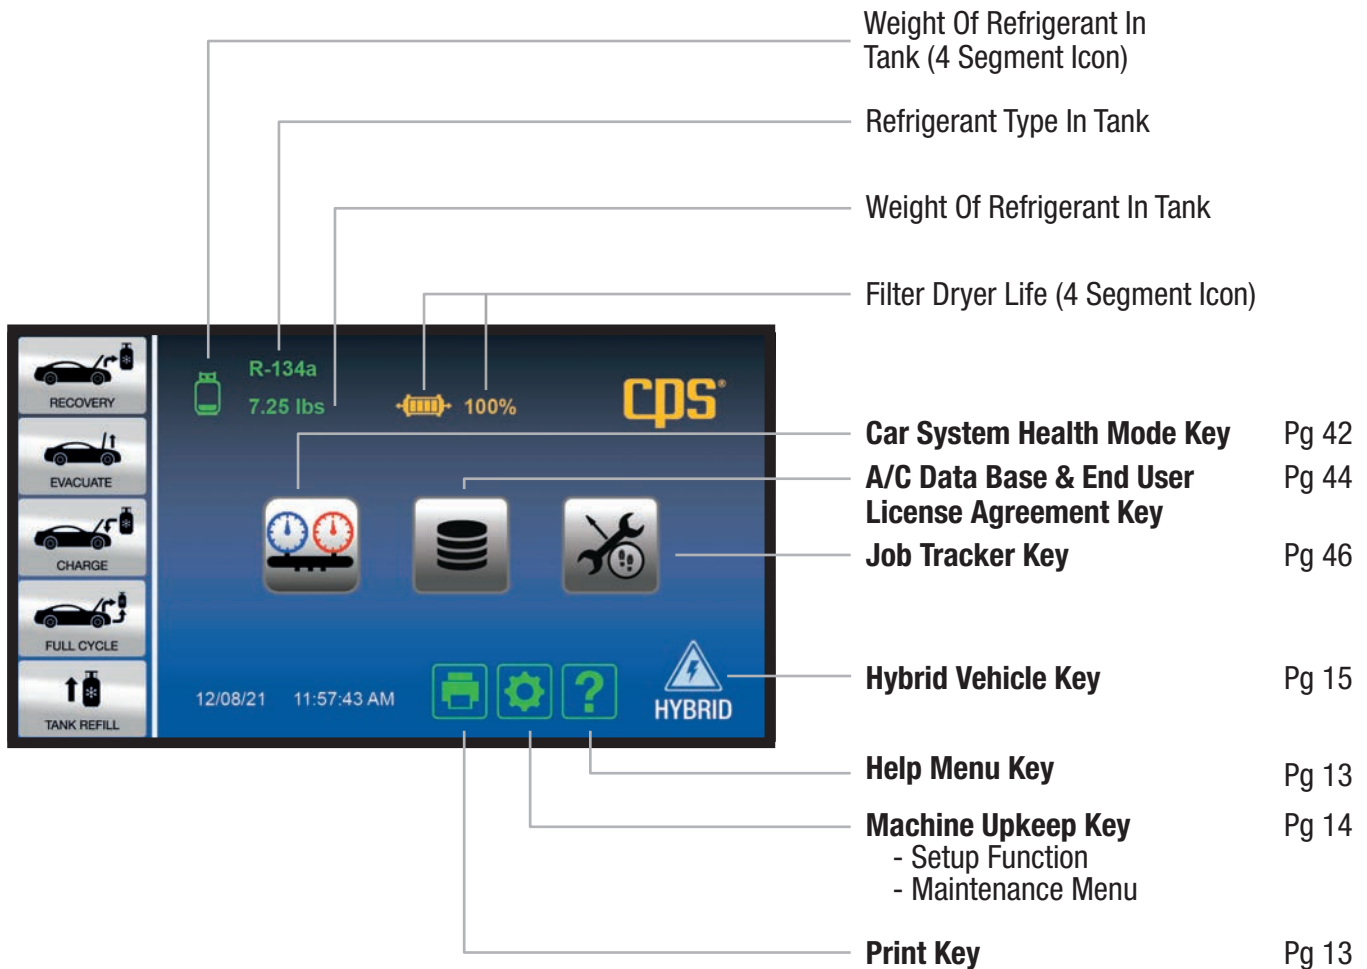 Weight Of Refrigerant In
Tank (4 Segment Icon)
Refrigerant Type In Tank
Weight Of Refrigerant In Tank
Filter Dryer Life (4 Segment Icon)
RECOVERY
EVACUATE
CHARGE
FULL CYCLE
TANK REFILL
R-134a
7.25 lbs
100%
cps®
12/08/21 11:57:43 AM
?
HYBRID
Car System Health Mode Key Pg 42
A/C Data Base & End User Pg 44
License Agreement Key
Job Tracker Key Pg 46
Hybrid Vehicle Key Pg 15
Help Menu Key Pg 13
Machine Upkeep Key Pg 14
- Setup Function
- Maintenance Menu
Print Key Pg 13